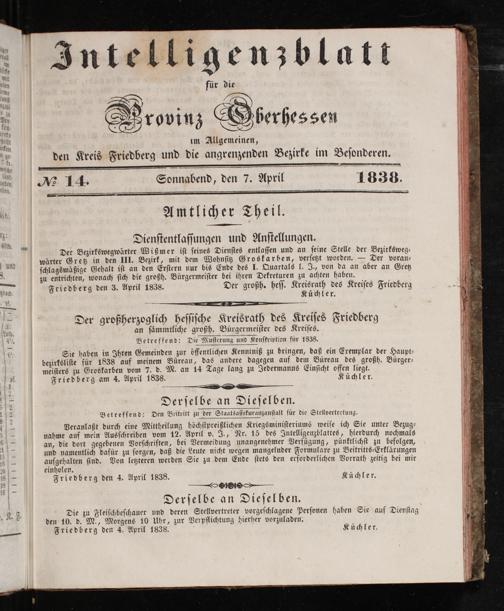 Intelligenzblatt
für die
Provinz Oberhessen
im Allgemeinen,
den Kreis Friedberg und die angrenzenden Bezirke im Besonderen.
№ 14. Sonnabend, den 7. April 1838.
Amtlicher Theil.
Dienstentlassungen und Anstellungen.
Der Bezirkswegwärter Wißmer ist seines Dienstes entlassen und an seine Stelle der Bezirksweg-
wärter Gretz in den III. Bezirk, mit dem Wohnsitz Groskarben, versetzt worden. — Der voran-
schlagsmäßige Gehalt ist an den Erstern nur bis Ende des I. Quartals l. J., von da an aber an Gretz
zu entrichten, wonach sich die großh. Bürgermeister bei ihren Dekreturen zu achten haben.
Friedberg den 3. April 1838. Der großh. hess. Kreisrath des Kreises Friedberg
Küchler.
Der großherzoglich hessische Kreisrath des Kreises Friedberg
an sämmtliche großh. Bürgermeister des Kreises.
Betreffend: Die Musterung und Konskription für 1838.
Sie haben in Ihren Gemeinden zur öffentlichen Kenntniß zu bringen, daß ein Exemplar der Haupt-
bezirksliste für 1838 auf meinem Büreau, das andere dagegen auf dem Büreau des großh. Bürger-
meisters zu Groskarben vom 7. d. M. an 14 Tage lang zu Jedermanns Einsicht offen liegt.
Friedberg am 4. April 1838. Küchler.
Derselbe an Dieselben.
Betreffend: Den Beitritt zu der Staatsassekuranzanstalt für die Stellvertretung.
Veranlaßt durch eine Mittheilung höchstpreißlichen Kriegsministeriums weise ich Sie unter Bezug-
nahme auf mein Ausschreiben vom 12. April v. J., Nr. 15 des Intelligenzblattes, hierdurch nochmals
an, die dort gegebenen Vorschriften, bei Vermeidung unangenehmer Verfügung, pünktlichst zu befolgen,
und namentlich dafür zu sorgen, daß die Leute nicht wegen mangelnder Formulare zu Beitritts-Erklärungen
aufgehalten sind. Von letzteren werden Sie zu dem Ende stets den erforderlichen Vorrath zeitig bei mir
einholen.
Friedberg den 4. April 1838. Küchler.
Derselbe an Dieselben.
Die zu Fleischbeschauer und deren Stellvertreter vorgeschlagene Personen haben Sie auf Dienstag
den 10. d. M., Morgens 10 Uhr, zur Verpflichtung hierher vorzuladen.
Friedberg den 4. April 1838. Küchler.